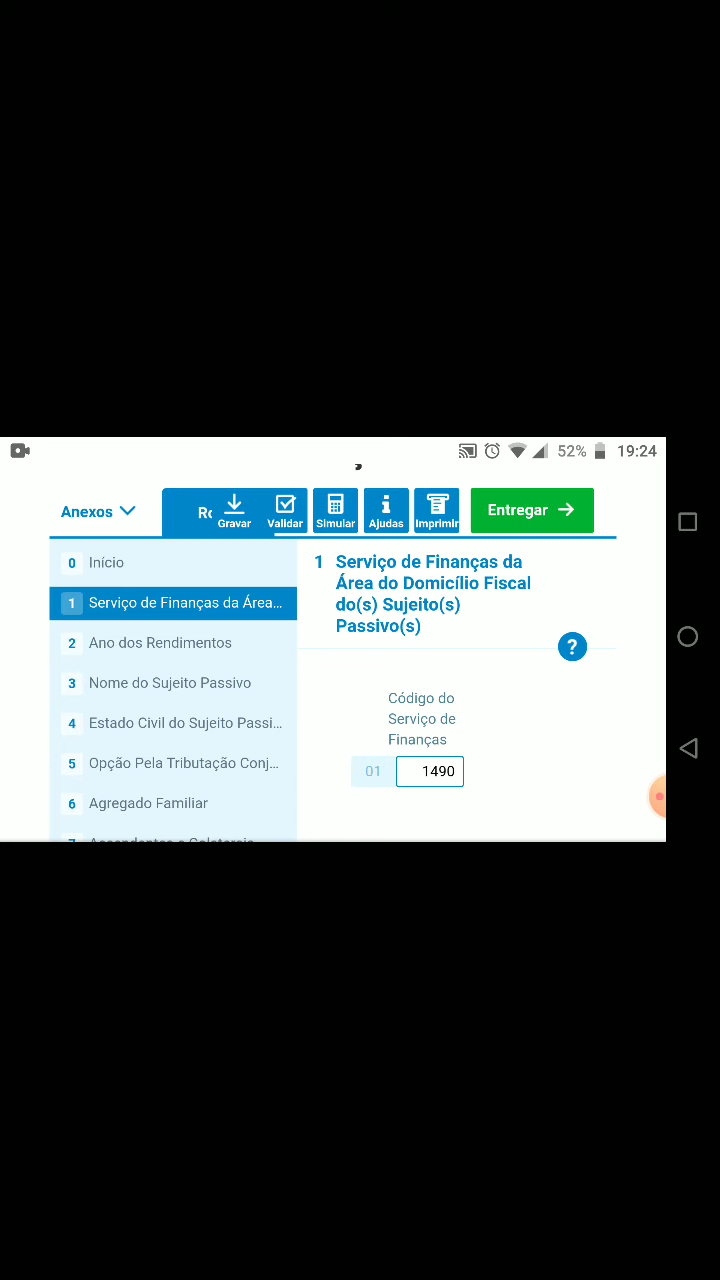 52% 19:24
Anexos
Gravar
Validar
Simular
Ajudas
Imprimir
Entregar
0 Início
1 Serviço de Finanças da Área...
2 Ano dos Rendimentos
3 Nome do Sujeito Passivo
4 Estado Civil do Sujeito Passi...
5 Opção Pela Tributação Conj...
6 Agregado Familiar
1 Serviço de Finanças da
Área do Domicílio Fiscal
do(s) Sujeito(s)
Passivo(s)
?
Código do
Serviço de
Finanças
01 1490